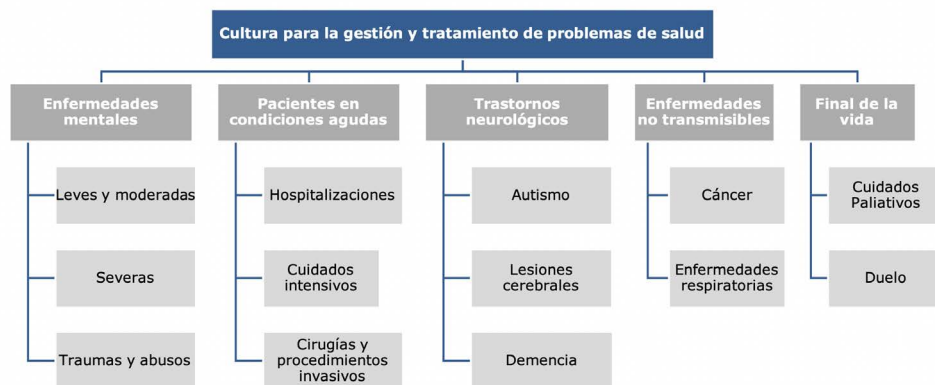 Cultura para la gestión y tratamiento de problemas de salud
Enfermedades
mentales
Leves y moderadas
Severas
Traumas y abusos
Pacientes en
condiciones agudas
Hospitalizaciones
Cuidados
intensivos
Cirugías y
procedimientos
invasivos
Trastornos
neurológicos
Autismo
Lesiones
cerebrales
Demencia
Enfermedades
no transmisibles
Cáncer
Enfermedades
respiratorias
Final de la
vida
Cuidados
Paliativos
Duelo